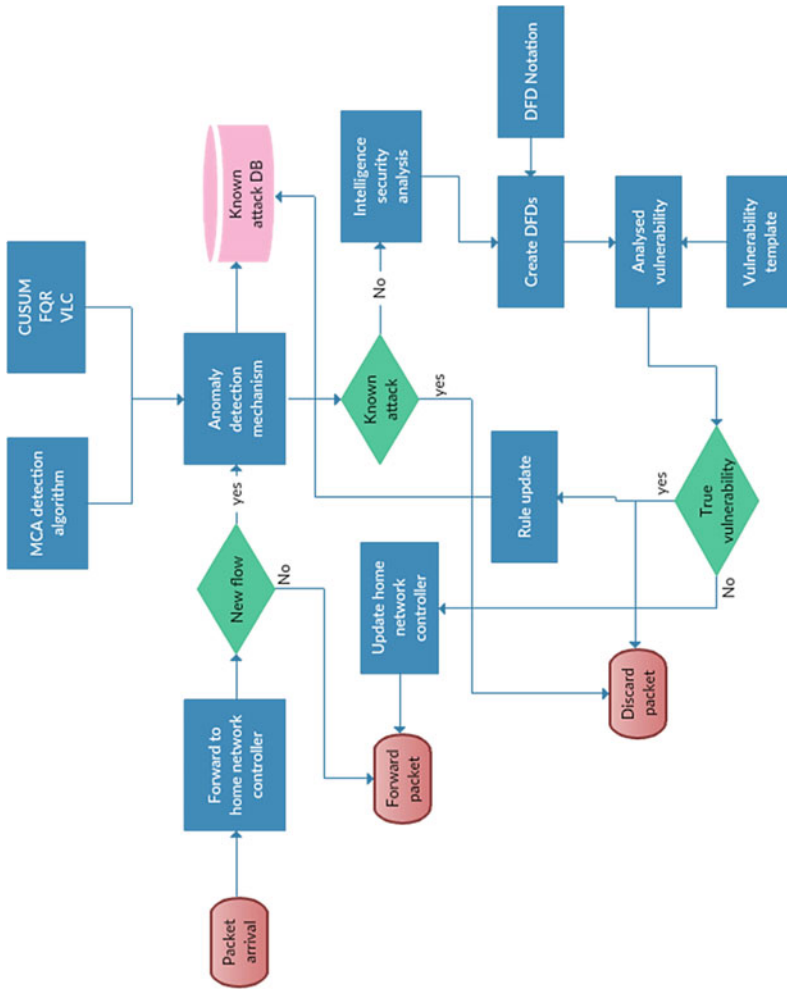 MCA detection
algorithm
CUSUM
FQR
VLC
Packet
arrival
Forward to
home network
controller
New flow
yes
No
Anomaly
detection
mechanism
Known
attack DB
Known
attack
No
yes
Intelligence
security
analysis
Forward
packet
Update home
network
controller
Rule update
Create DFDs
DFD Notation
Discard
packet
No
True
vulnerability
yes
Analysed
vulnerability
Vulnerability
template